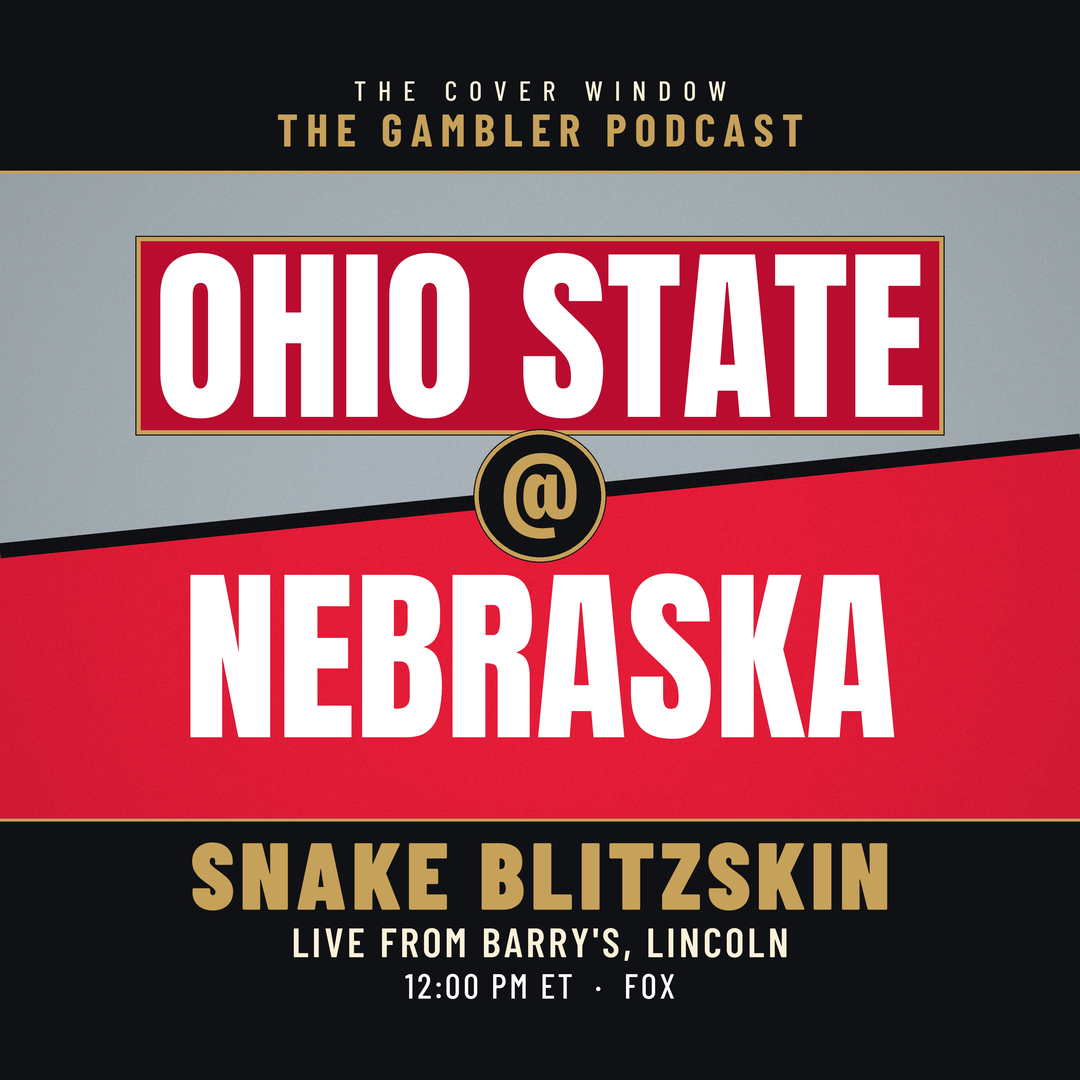 THE COVER WINDOW
THE GAMBLER PODCAST
OHIO STATE
@
NEBRASKA
SNAKE BLITZSKIN
LIVE FROM BARRY'S, LINCOLN
12:00 PM ET · FOX